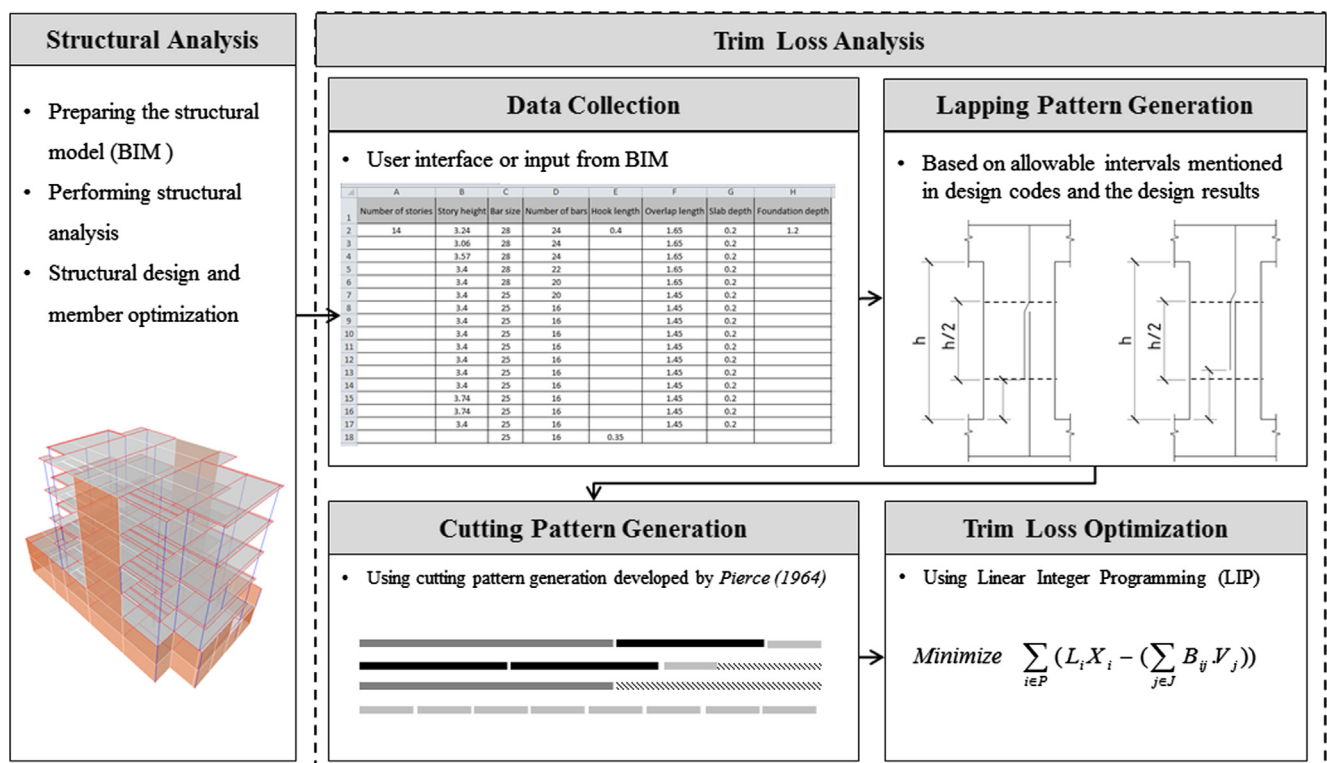 Structural Analysis
• Preparing the structural
model (BIM )
• Performing structural
analysis
• Structural design and
member optimization
Trim Loss Analysis
Data Collection
• User interface or input from BIM
A B C D E F G H
1 Number of stories Story height Bar size Number of bars Hook length Overlap length Slab depth Foundation depth
2 14 3.24 28 24 0.4 1.65 0.2 1.2
3 3.06 28 24 1.65 0.2
4 3.57 28 24 1.65 0.2
5 3.4 28 22 1.65 0.2
6 3.4 28 20 1.65 0.2
7 3.4 25 20 1.45 0.2
8 3.4 25 16 1.45 0.2
9 3.4 25 16 1.45 0.2
10 3.4 25 16 1.45 0.2
11 3.4 25 16 1.45 0.2
12 3.4 25 16 1.45 0.2
13 3.4 25 16 1.45 0.2
14 3.4 25 16 1.45 0.2
15 3.74 25 16 1.45 0.2
16 3.74 25 16 1.45 0.2
17 3.4 25 16 1.45 0.2
18 25 16 0.35
Lapping Pattern Generation
• Based on allowable intervals mentioned
in design codes and the design results
h h/2 h h/2
Cutting Pattern Generation
• Using cutting pattern generation developed by Pierce (1964)
Trim Loss Optimization
• Using Linear Integer Programming (LIP)
Minimize ∑ i∈P (L_i X_i − (∑ j∈J B_ij .V_j))